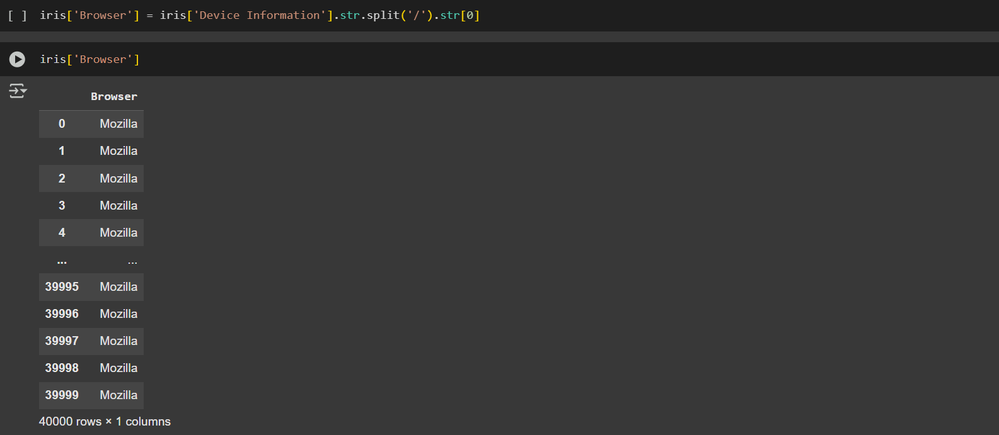 [ ] iris['Browser'] = iris['Device Information'].str.split('/').str[0]
iris['Browser']
Browser
0 Mozilla
1 Mozilla
2 Mozilla
3 Mozilla
4 Mozilla
... ...
39995 Mozilla
39996 Mozilla
39997 Mozilla
39998 Mozilla
39999 Mozilla
40000 rows × 1 columns